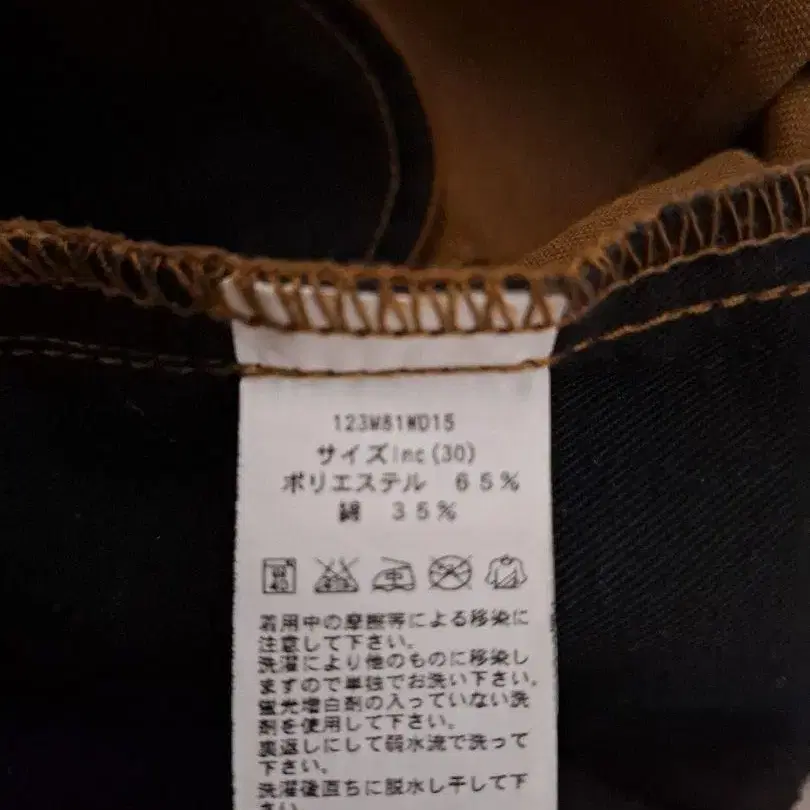 123W81WD15
サイズInc(30)
ポリエステル 65%
綿 35%
着用中の摩擦等による移染に
注意して下さい。
洗濯により他のものに移染し
ますので単独でお洗い下さい。
蛍光増白剤の入っていない洗
剤を使用して下さい。
裏返しにして弱水流で洗って
下さい。
洗濯後直ちに脱水し干して下
さい